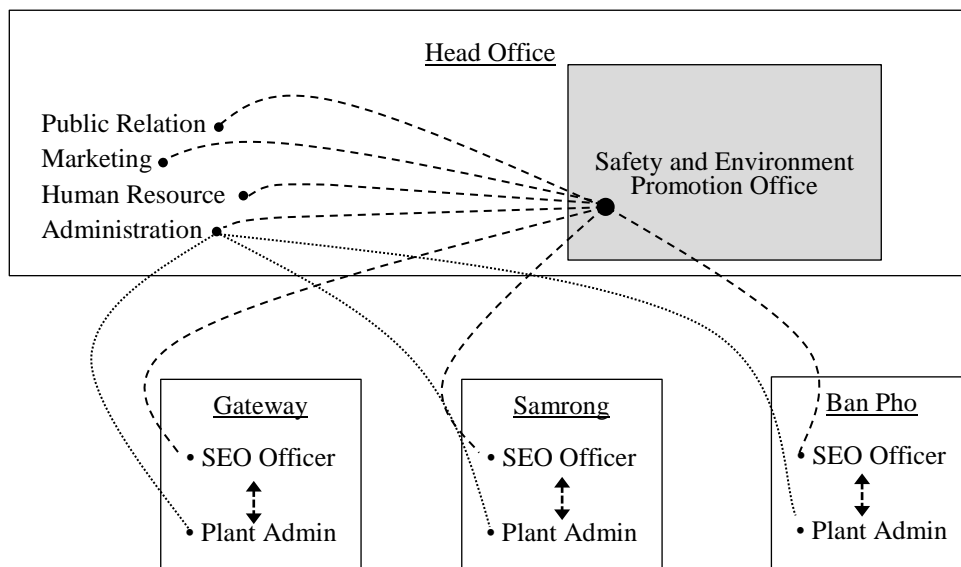 Head Office
Public Relation
Marketing
Human Resource
Administration
Safety and Environment
Promotion Office
Gateway
SEO Officer
Plant Admin
Samrong
SEO Officer
Plant Admin
Ban Pho
SEO Officer
Plant Admin